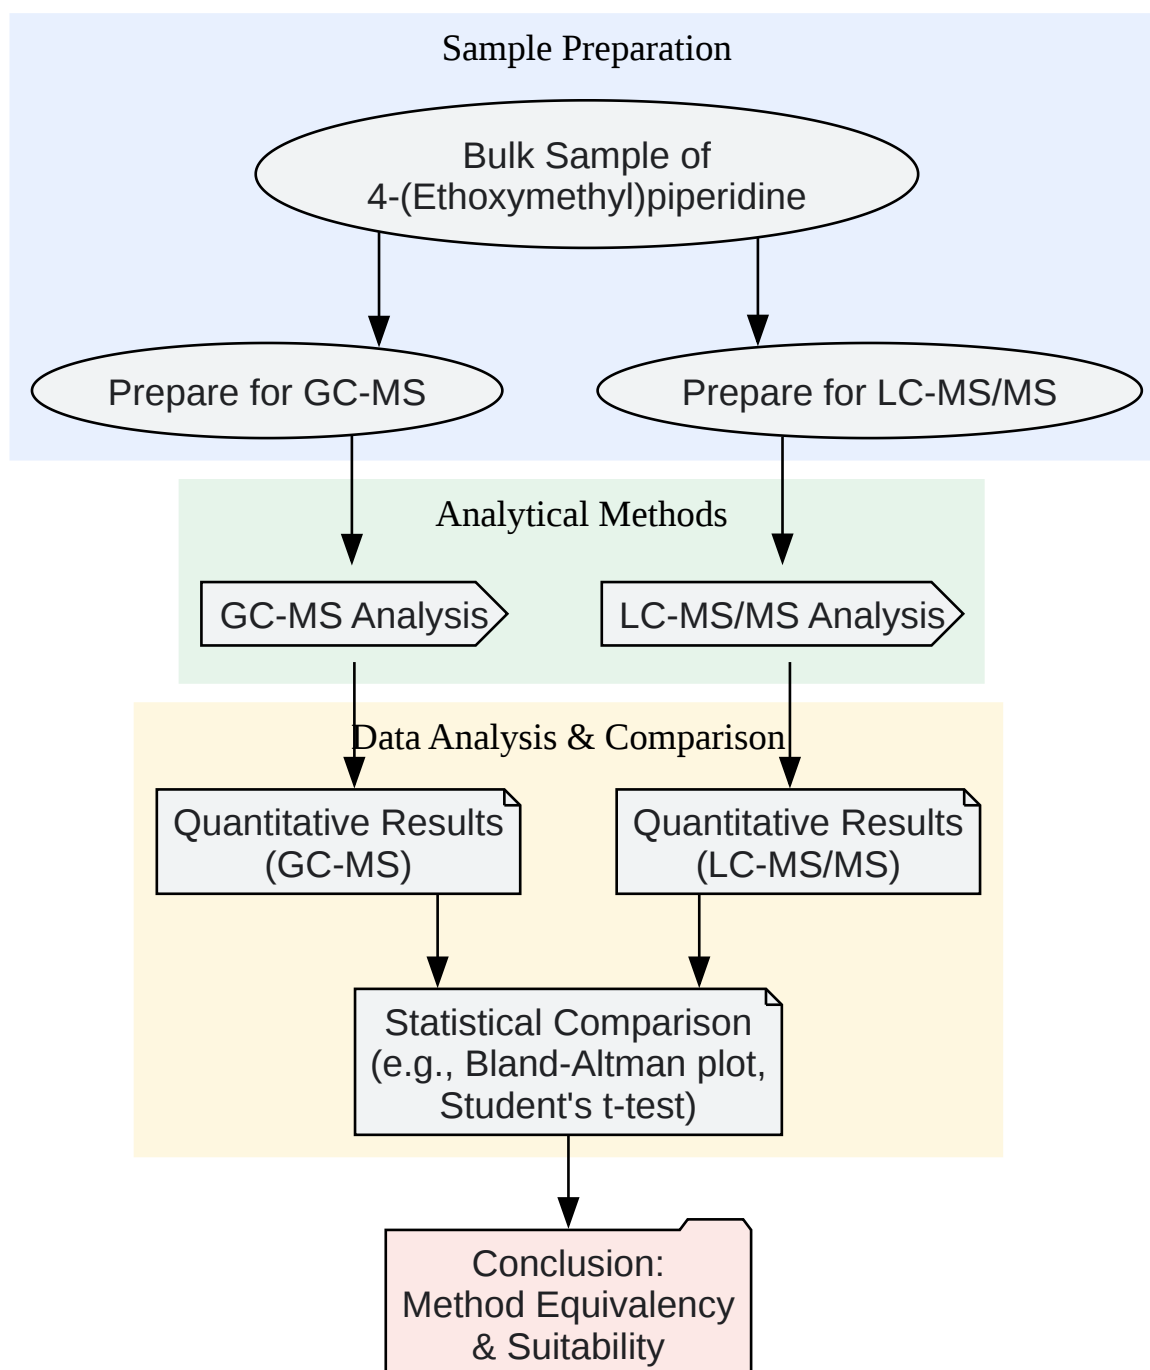 Sample Preparation
Bulk Sample of
4-(Ethoxymethyl)piperidine
Prepare for GC-MS
Prepare for LC-MS/MS
Analytical Methods
GC-MS Analysis
LC-MS/MS Analysis
Data Analysis & Comparison
Quantitative Results
(GC-MS)
Quantitative Results
(LC-MS/MS)
Statistical Comparison
(e.g., Bland-Altman plot,
Student's t-test)
Conclusion:
Method Equivalency
& Suitability